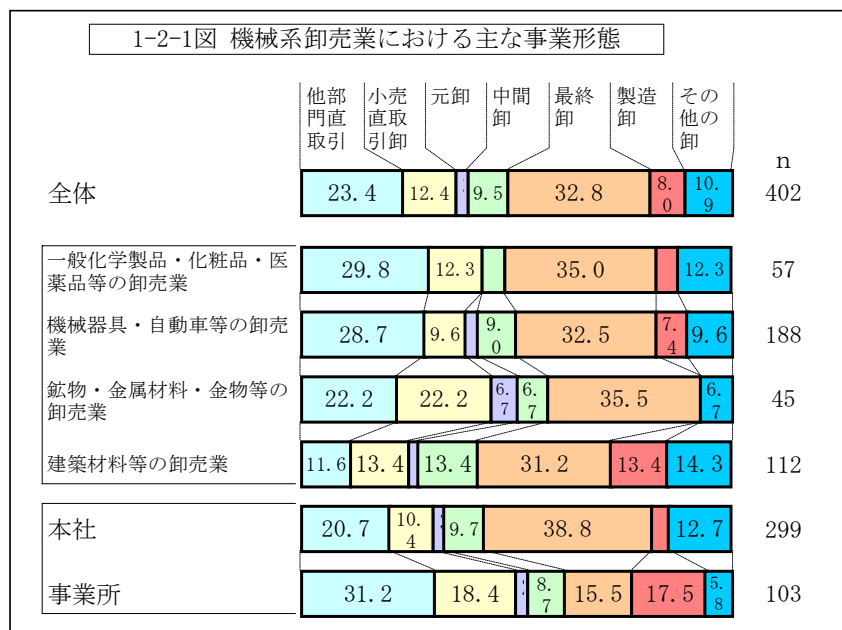 1-2-1図 機械系卸売業における主な事業形態
他部門直取引
小売直取引卸
元卸
中間卸
最終卸
製造卸
その他の卸
n
全体
23.4
12.4
9.5
32.8
8.0
10.9
402
一般化学製品・化粧品・医
薬品等の卸売業
29.8
12.3
35.0
12.3
57
機械器具・自動車等の卸売
業
28.7
9.6
9.0
32.5
7.4
9.6
188
鉱物・金属材料・金物等の
卸売業
22.2
22.2
6.7
6.7
35.5
6.7
45
建築材料等の卸売業
11.6
13.4
13.4
31.2
13.4
14.3
112
本社
20.7
10.4
9.7
38.8
12.7
299
事業所
31.2
18.4
8.7
15.5
17.5
5.8
103